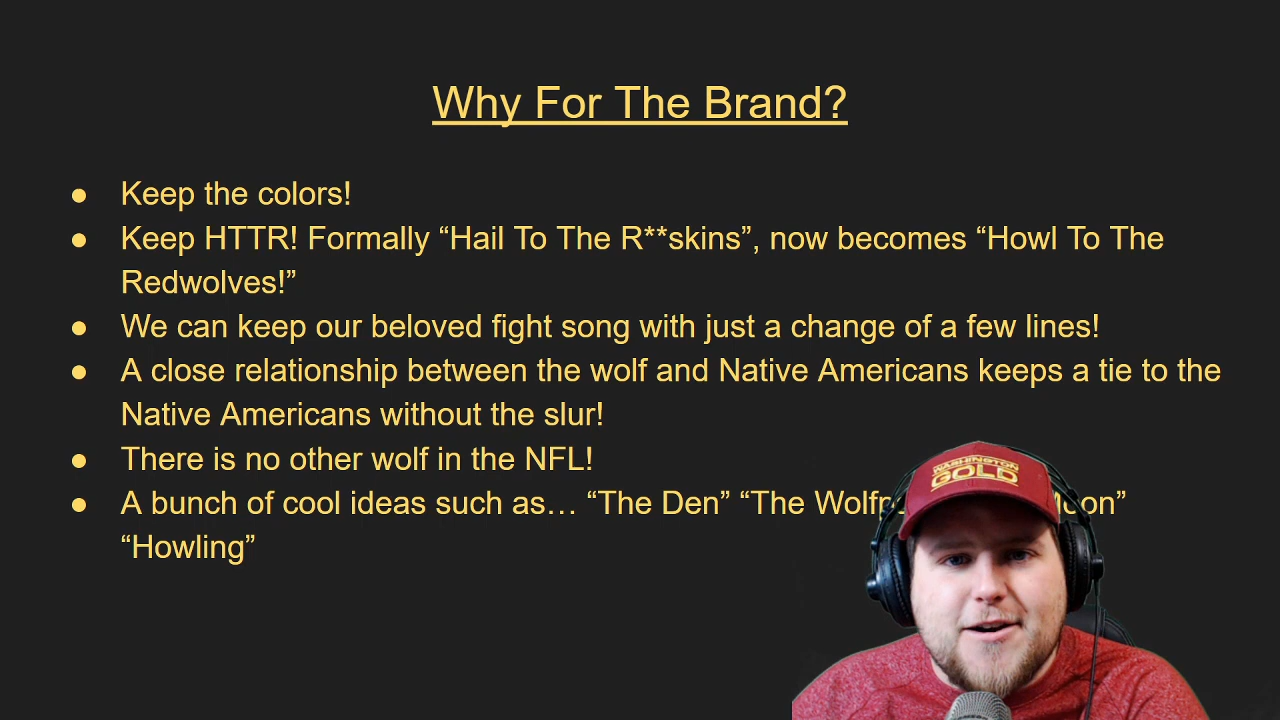 Why For The Brand?
● Keep the colors!
● Keep HTTR! Formally “Hail To The R**skins”, now becomes “Howl To The
Redwolves!”
● We can keep our beloved fight song with just a change of a few lines!
● A close relationship between the wolf and Native Americans keeps a tie to the
Native Americans without the slur!
● There is no other wolf in the NFL!
● A bunch of cool ideas such as… “The Den” “The
“Howling”
WASHINGTON
GOLD